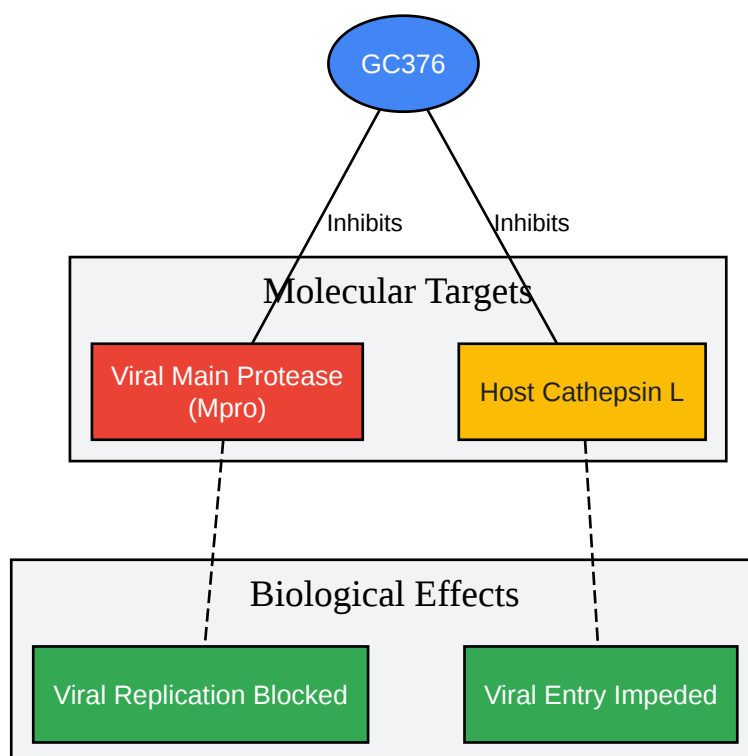 GC376
Inhibits
Inhibits
Molecular Targets
Viral Main Protease
(Mpro)
Host Cathepsin L
Biological Effects
Viral Replication Blocked
Viral Entry Impeded